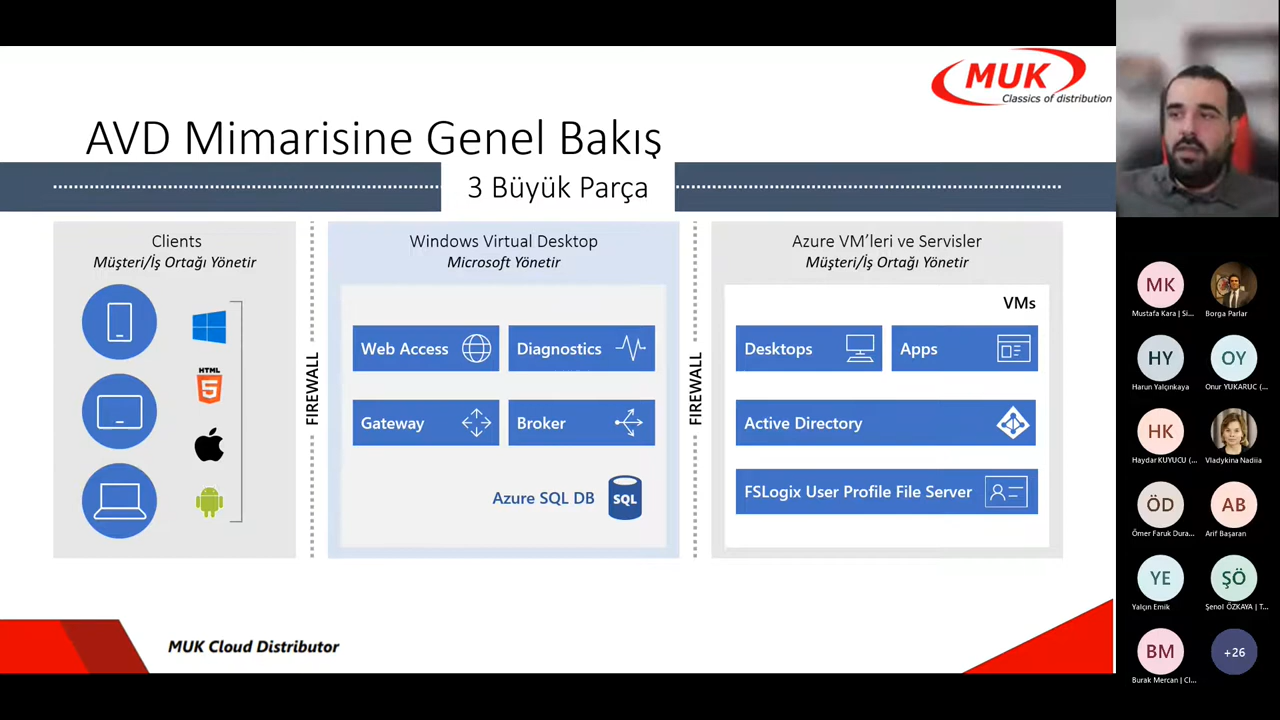 MUK
Classics of distribution
AVD Mimarisine Genel Bakış
3 Büyük Parça
Clients
Müşteri/İş Ortağı Yönetir
HTML
5
FIREWALL
Windows Virtual Desktop
Microsoft Yönetir
Web Access
Diagnostics
Gateway
Broker
Azure SQL DB
SQL
FIREWALL
Azure VM'leri ve Servisler
Müşteri/İş Ortağı Yönetir
VMs
Desktops
Apps
Active Directory
FSLogix User Profile File Server
MUK Cloud Distributor
MK
Mustafa Kara | Si...
Borga Parlar
HY
Harun Yalçınkaya
OY
Onur YUKARUC (...
HK
Haydar KUYUCU (...
Vladykina Nadiia
ÖD
Ömer Faruk Dura...
AB
Arif Başaran
YE
Yalçın Emik
ŞÖ
Şenol ÖZKAYA | T...
BM
Burak Mercan | Cl...
+26